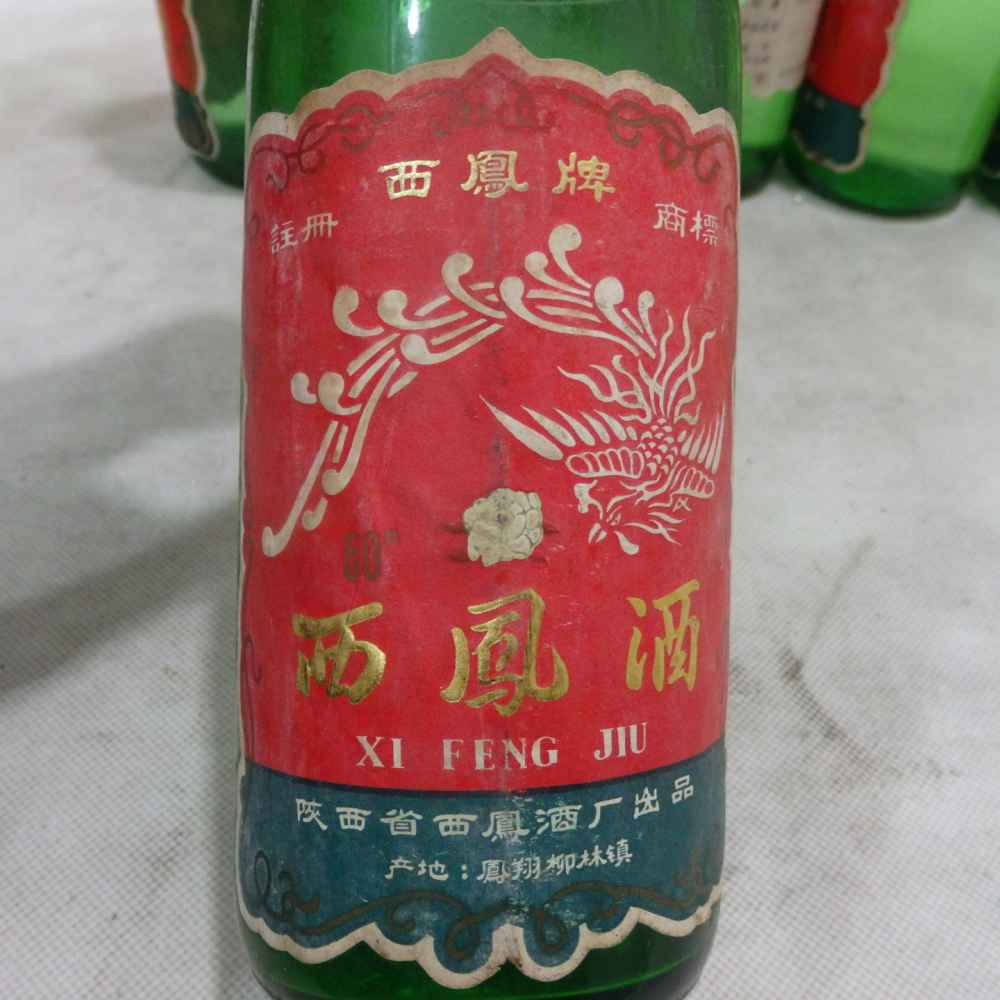 西鳳牌
註冊 商標
60°
西鳳酒
XI FENG JIU
陕西省西鳳酒厂出品
产地：鳳翔柳林镇